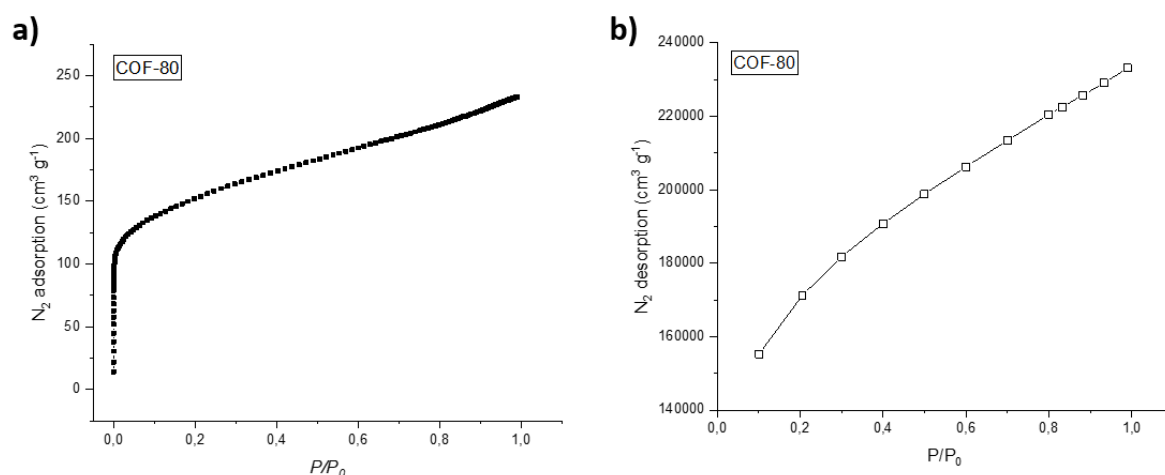 a)
COF-80
N₂ adsorption (cm³ g⁻¹)
250
200
150
100
50
0
0,0 0,2 0,4 0,6 0,8 1,0
P/P₀
b)
COF-80
N₂ desorption (cm³ g⁻¹)
240000
220000
200000
180000
160000
140000
0,0 0,2 0,4 0,6 0,8 1,0
P/P₀